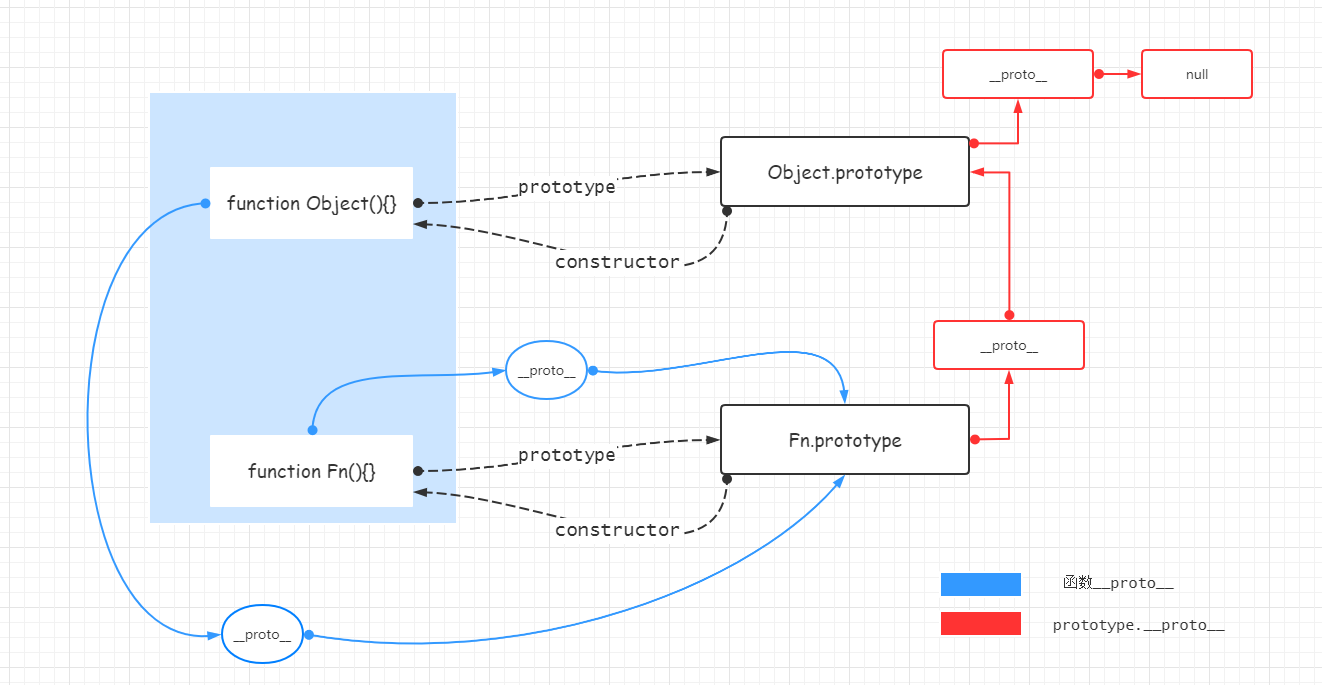 __proto__
null
Object.prototype
function Object(){}
prototype
constructor
__proto__
__proto__
Fn.prototype
function Fn(){}
prototype
constructor
函数__proto__
prototype.__proto__
__proto__